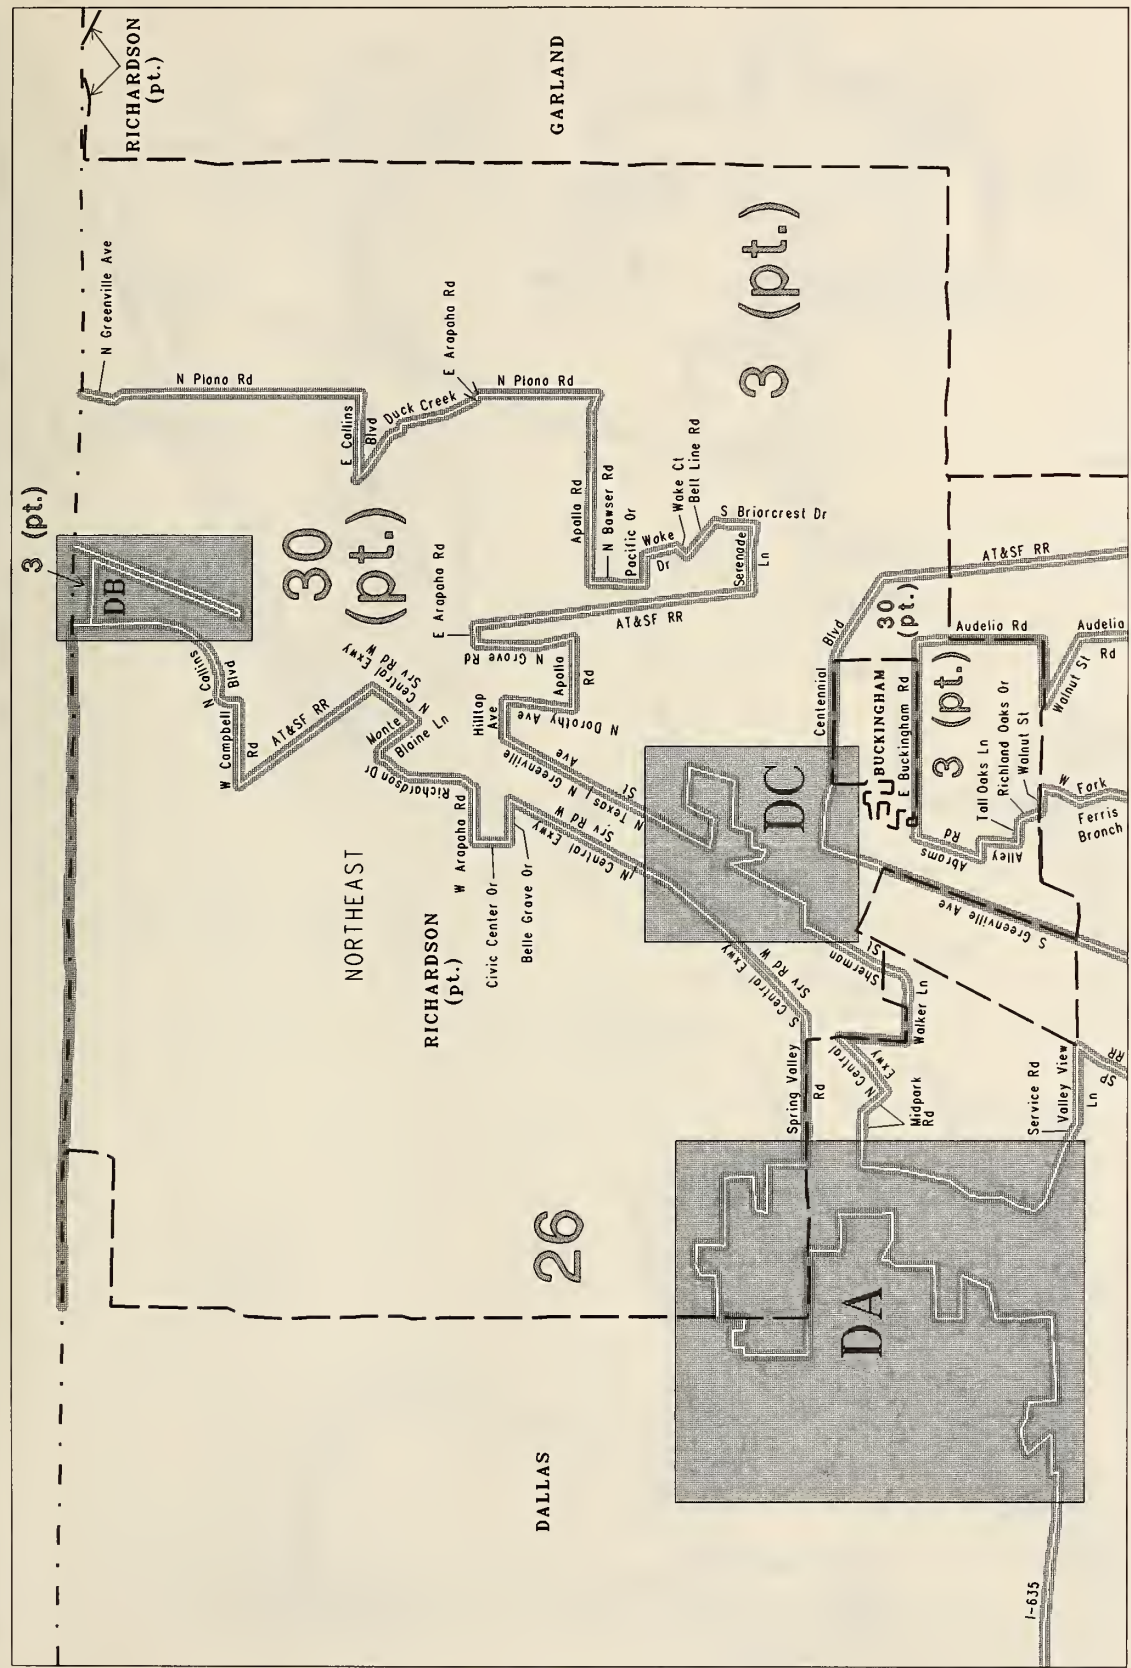 RICHARDSON
(pt.)
GARLAND
N Greenville Ave
N Plano Rd
E Collins
Blvd
Duck Creek
E Arapaho Rd
N Plano Rd
3 (pt.)
3 (pt.)
DB
30
(pt.)
Apollo Rd
N Bowser Rd
Pacific Dr
Wake
Dr
Wake Ct
Belt Line Rd
S Briarcrest Dr
Serenade
Ln
AT&SF RR
E Arapaho Rd
N Grove Rd
Apollo
Rd
N Dorothy Ave
Hilltop
Ave
N Greenville
Ave
N Texas
St
N Collins
Blvd
W Campbell
Rd
AT&SF RR
N Central Exwy
Srv Rd W
Monte
Blaine Ln
Richardson Dr
W Arapaho Rd
Civic Center Dr
Belle Grove Dr
N Central Exwy
Srv Rd W
NORTHEAST
RICHARDSON
(pt.)
DC
Centennial
Blvd
AT&SF RR
30
(pt.)
BUCKINGHAM
E Buckingham Rd
Audelia Rd
3 (pt.)
Audelia
Rd
Walnut St
Tall Oaks Ln
Richland Oaks Dr
Walnut St
W Fork
Ferris
Branch
Abrams
Rd
Alley
S Greenville Ave
Sherman
St
S Central Exwy
Srv Rd W
Walker Ln
Spring Valley
Rd
N Central
Exwy
Midpark
Rd
Service Rd
Valley View
Ln
SP
RR
26
DA
DALLAS
I-635